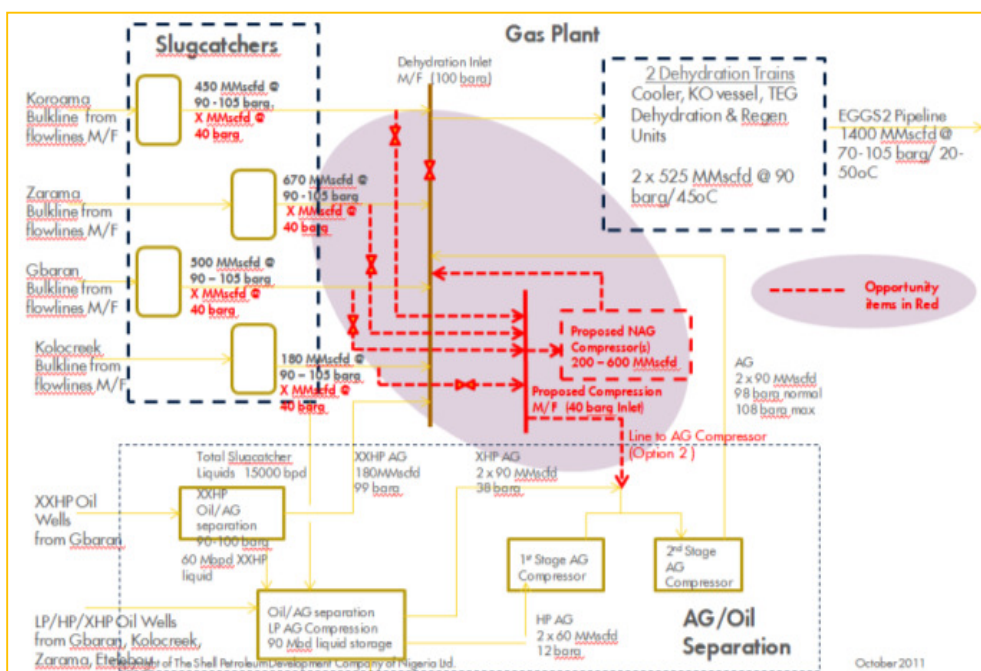 Slugcatchers
Gas Plant
Koroama
Bulkline from
flowlines M/F
450 MMscfd @
90 -105 barg.
X MMscfd @
40 barg
Dehydration Inlet
M/F (100 bara)
2 Dehydration Trains
Cooler, KO vessel, TEG
Dehydration & Regen
Units
2 x 525 MMscfd @ 90
barg/45oC
EGGS2 Pipeline
1400 MMscfd @
70-105 barg/ 20-
50oC
Zarama
Bulkline from
flowlines M/F
670 MMscfd @
90 -105 barg
X MMscfd @
40 barg
Gbaran
Bulkline from
flowlines M/F
500 MMscfd @
90 – 105 barg
X MMscfd @
40 barg
Kolocreek
Bulkline from
flowlines M/F
180 MMscfd @
90 – 105 barg
X MMscfd @
40 barg
Opportunity
items in Red
Proposed NAG
Compressor(s)
200 – 600 MMscfd
Proposed Compression
M/F (40 barg Inlet)
AG
2 x 90 MMscfd
98 bara normal
108 bara max
Line to AG Compressor
(Option 2 )
Total Slugcatcher
Liquids 15000 bpd
XXHP AG
180MMscfd
99 bara
XHP AG
2 x 90 MMscfd
38 bara
XXHP Oil
Wells
from Gbaran
XXHP
Oil/AG
separation
90-100 barg
60 Mbpd XXHP
liquid
1st Stage AG
Compressor
2nd Stage
AG
Compressor
LP/HP/XHP Oil Wells
from Gbaran, Kolocreek,
Zarama,
Oil/AG separation
LP AG Compression
90 Mbd liquid storage
HP AG
2 x 60 MMscfd
12 bara
AG/Oil
Separation
of The Shell Petroleum Development Company of Nigeria Ltd.
October 2011